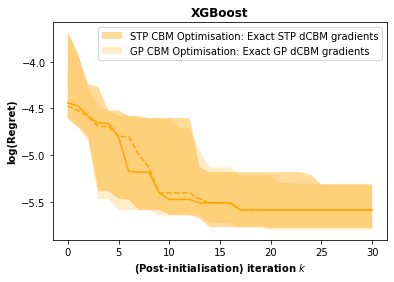 XGBoost
STP CBM Optimisation: Exact STP dCBM gradients
GP CBM Optimisation: Exact GP dCBM gradients
log(Regret)
−4.0
−4.5
−5.0
−5.5
0 5 10 15 20 25 30
(Post-initialisation) iteration k